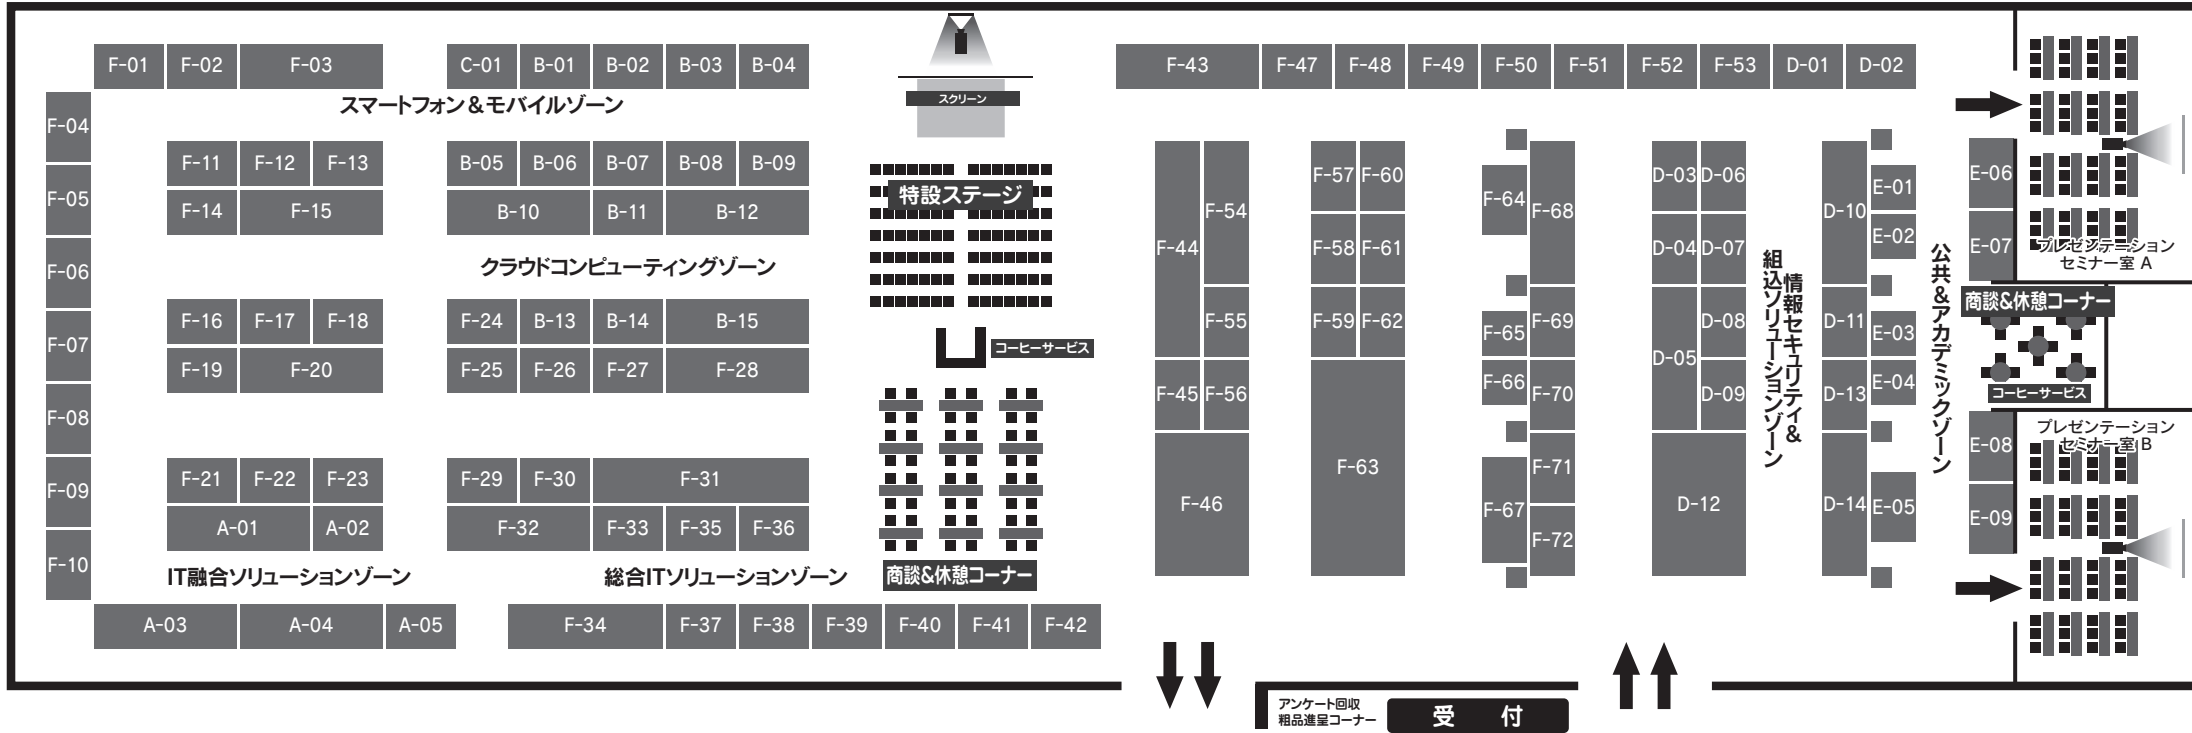 F-01 F-02 F-03 C-01 B-01 B-02 B-03 B-04
スクリーン
F-43 F-47 F-48 F-49 F-50 F-51 F-52 F-53 D-01 D-02
スマートフォン&モバイルゾーン
F-04
F-05
F-06
F-07
F-08
F-09
F-10
F-11 F-12 F-13
F-14 F-15
B-05 B-06 B-07 B-08 B-09
B-10 B-11 B-12
特設ステージ
クラウドコンピューティングゾーン
F-16 F-17 F-18
F-19 F-20
F-24 B-13 B-14 B-15
F-25 F-26 F-27 F-28
コーヒーサービス
F-21 F-22 F-23
A-01 A-02
F-29 F-30 F-31
F-32 F-33 F-35 F-36
IT融合ソリューションゾーン
総合ITソリューションゾーン
商談&休憩コーナー
A-03 A-04 A-05
F-34 F-37 F-38 F-39 F-40 F-41 F-42
F-44 F-54
F-55
F-45 F-56
F-46
F-57 F-60
F-58 F-61
F-59 F-62
F-63
F-64
F-65
F-66
F-67
F-68
F-69
F-70
F-71
F-72
D-03 D-06
D-04 D-07
D-05 D-08
D-09
D-12
情報セキュリティ&
組込ソリューションゾーン
D-10
D-11
D-13
D-14
E-01
E-02
E-03
E-04
E-05
公共&アカデミックゾーン
E-06
E-07
プレゼンテーション
セミナー室 A
商談&休憩コーナー
コーヒーサービス
プレゼンテーション
セミナー室 B
E-08
E-09
アンケート回収
粗品進呈コーナー
受 付